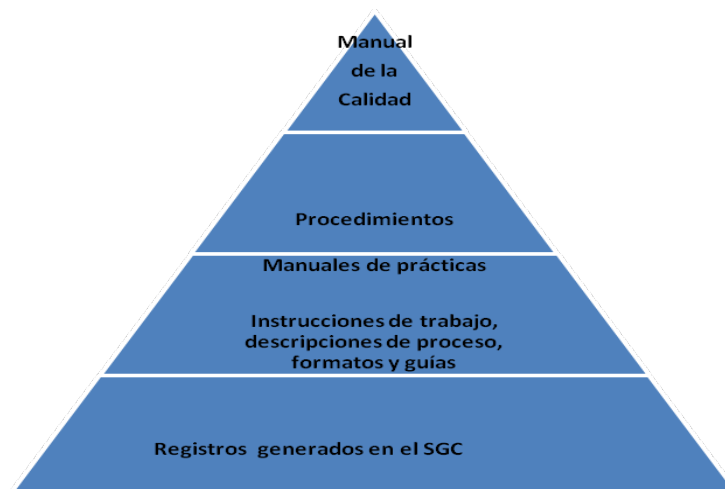 Manual
de la
Calidad
Procedimientos
Manuales de prácticas
Instrucciones de trabajo,
descripciones de proceso,
formatos y guías
Registros generados en el SGC